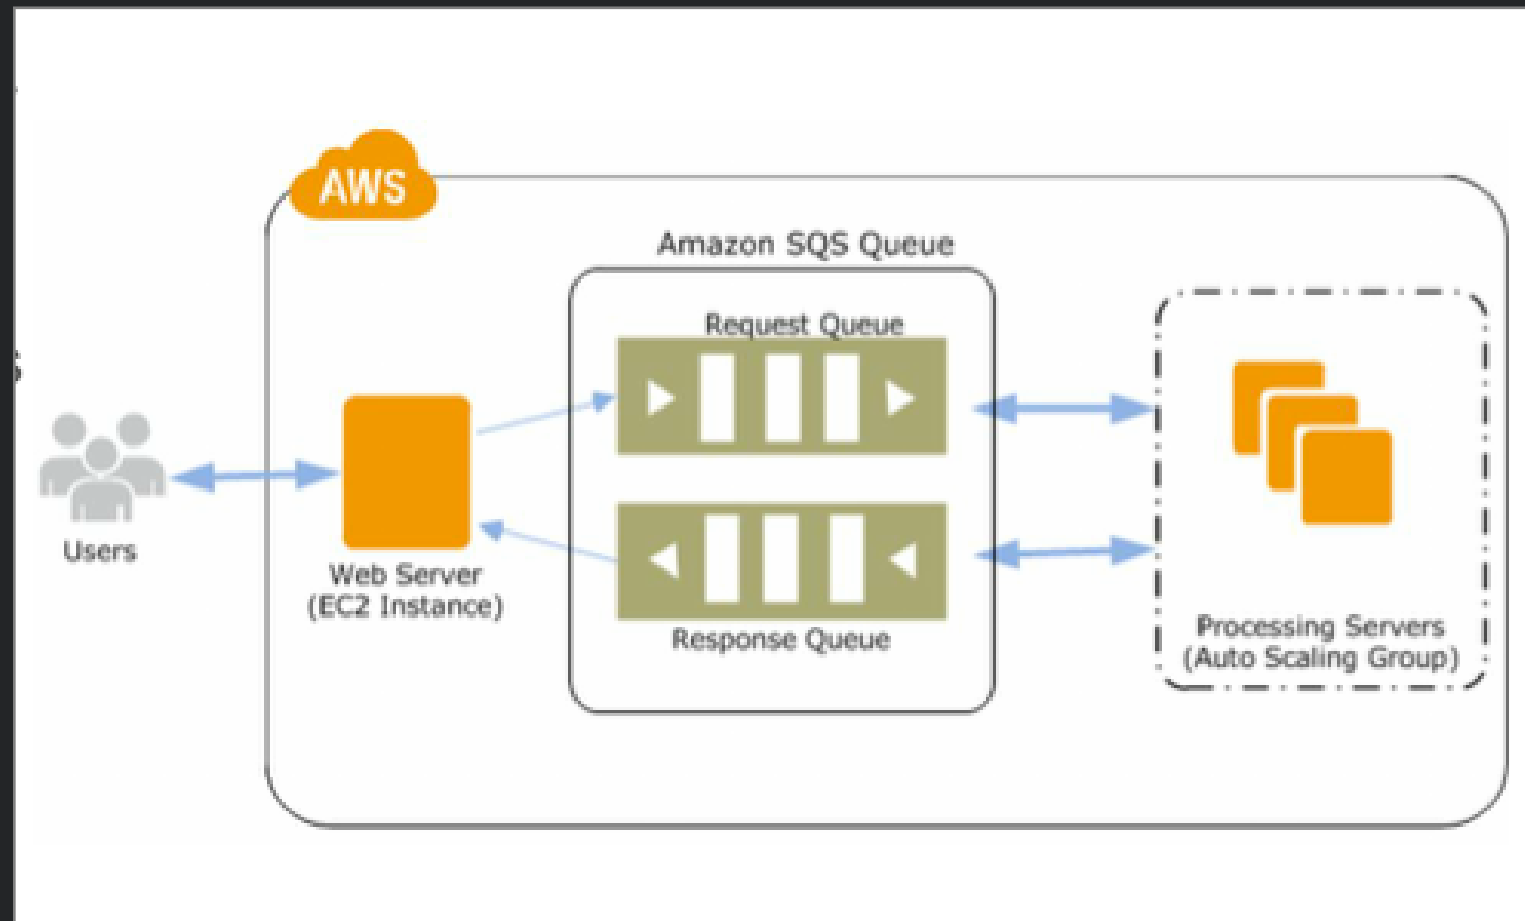 AWS
Amazon SQS Queue
Request Queue
Response Queue
Users
Web Server
(EC2 Instance)
Processing Servers
(Auto Scaling Group)